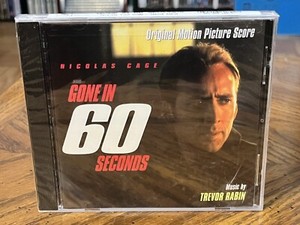 Original Motion Picture Score
NICOLAS CAGE
GONE IN
60
SECONDS
Music by
TREVOR RABIN